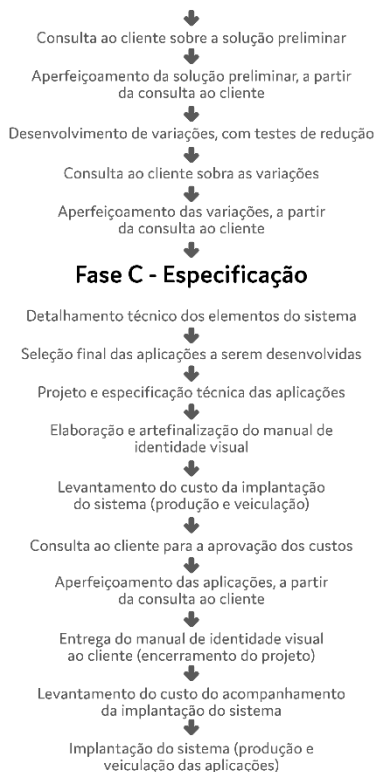 Consulta ao cliente sobre a solução preliminar
Aperfeiçoamento da solução preliminar, a partir
da consulta ao cliente
Desenvolvimento de variações, com testes de redução
Consulta ao cliente sobra as variações
Aperfeiçoamento das variações, a partir
da consulta ao cliente
Fase C - Especificação
Detalhamento técnico dos elementos do sistema
Seleção final das aplicações a serem desenvolvidas
Projeto e especificação técnica das aplicações
Elaboração e artefinalização do manual de
identidade visual
Levantamento do custo da implantação
do sistema (produção e veiculação)
Consulta ao cliente para a aprovação dos custos
Aperfeiçoamento das aplicações, a partir
da consulta ao cliente
Entrega do manual de identidade visual
ao cliente (encerramento do projeto)
Levantamento do custo do acompanhamento
da implantação do sistema
Implantação do sistema (produção e
veiculação das aplicações)